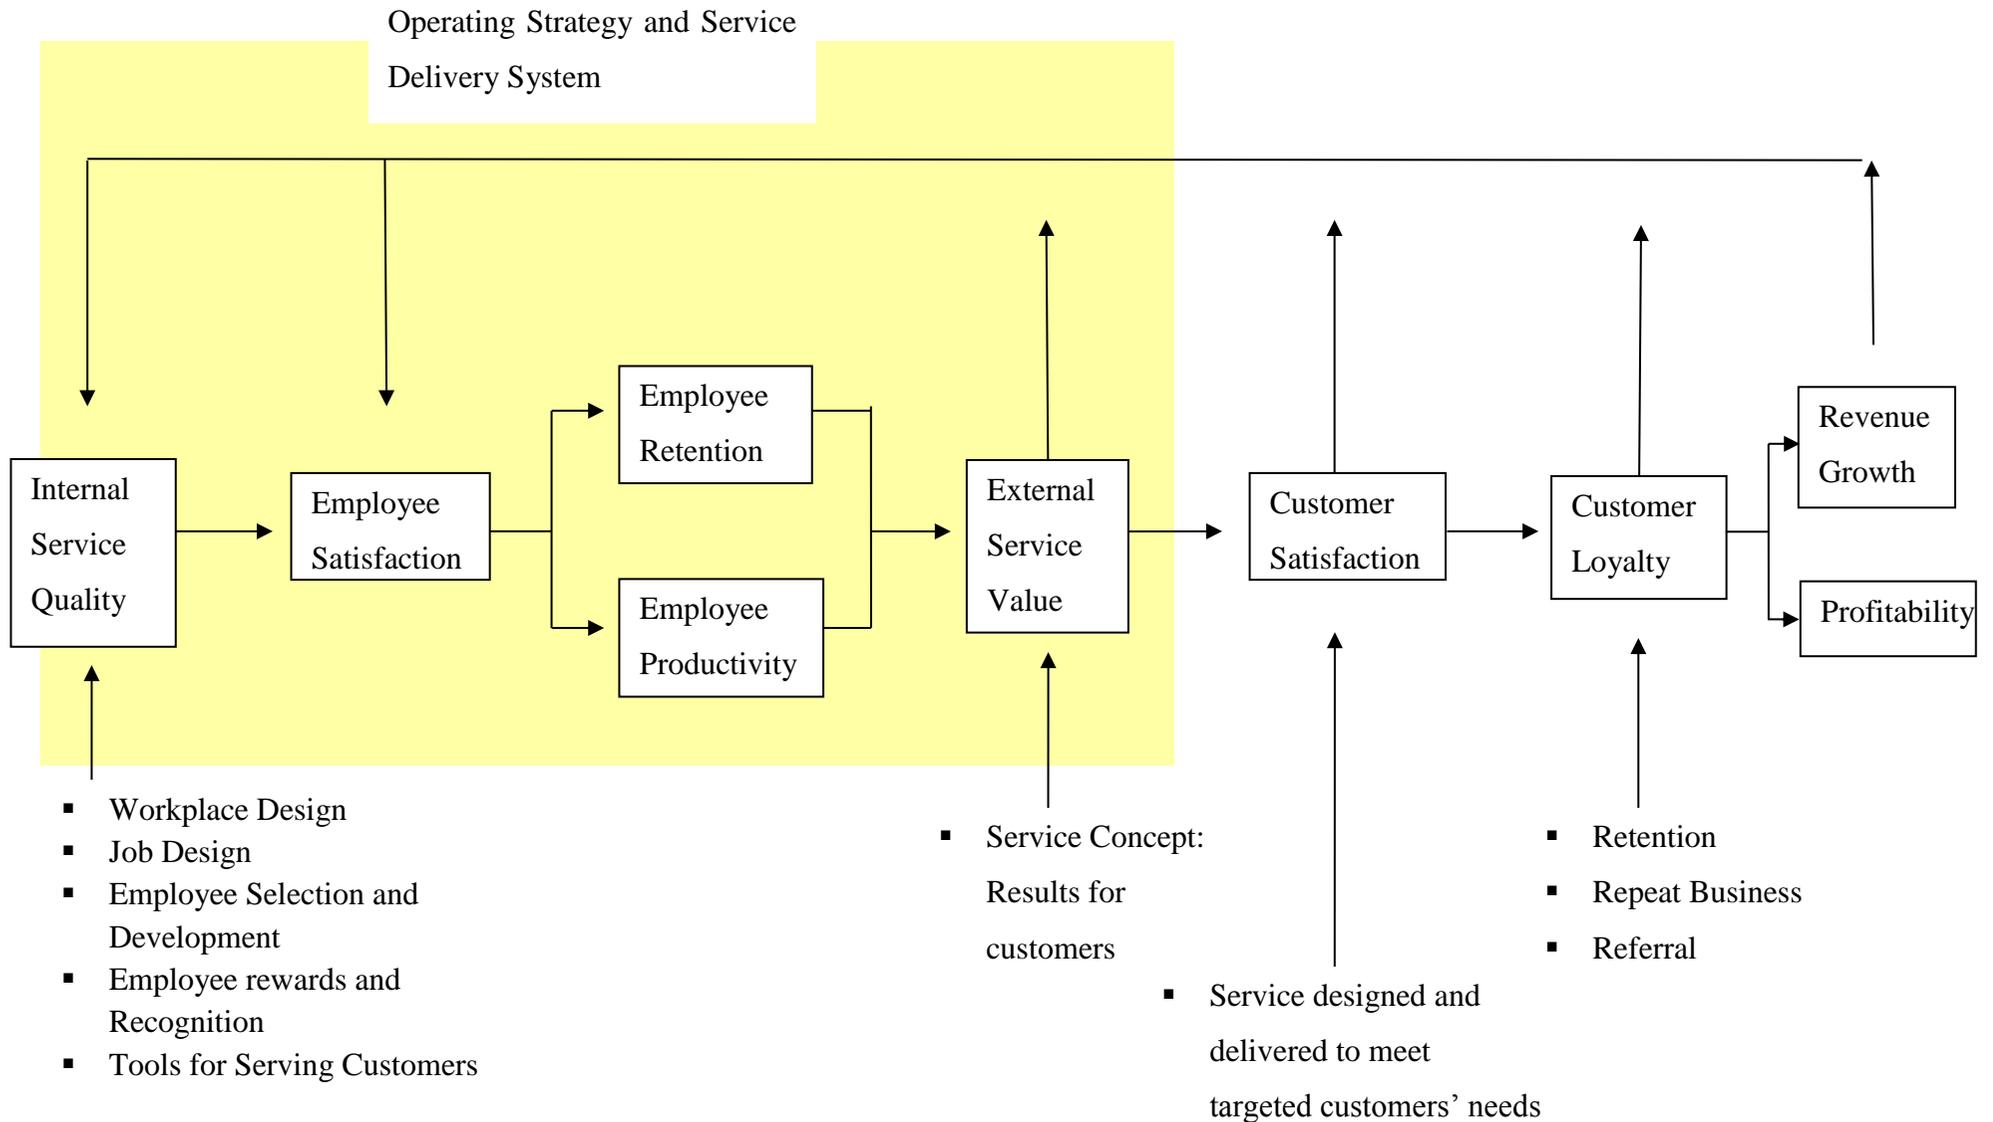 Operating Strategy and Service
Delivery System
Internal
Service
Quality
Employee
Satisfaction
Employee
Retention
Employee
Productivity
External
Service
Value
Customer
Satisfaction
Customer
Loyalty
Revenue
Growth
Profitability
▪ Workplace Design
▪ Job Design
▪ Employee Selection and
Development
▪ Employee rewards and
Recognition
▪ Tools for Serving Customers
▪ Service Concept:
Results for
customers
▪ Service designed and
delivered to meet
targeted customers’ needs
▪ Retention
▪ Repeat Business
▪ Referral